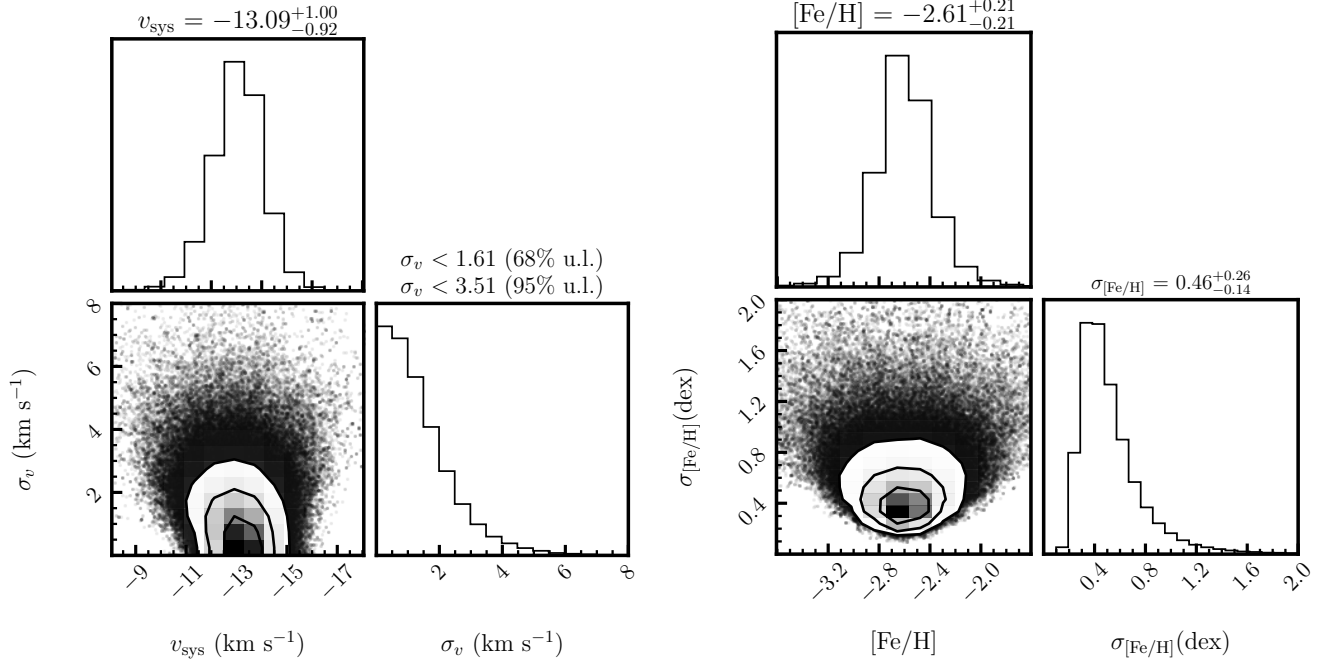 v_sys = −13.09^{+1.00}_{−0.92}
[Fe/H] = −2.61^{+0.21}_{−0.21}
σ_v < 1.61 (68% u.l.)
σ_v < 3.51 (95% u.l.)
σ_[Fe/H] = 0.46^{+0.26}_{−0.14}
8
6
4
2
σ_v (km s⁻¹)
−9 −11 −13 −15 −17
v_sys (km s⁻¹)
2 4 6 8
σ_v (km s⁻¹)
2.0
1.6
1.2
0.8
0.4
σ_[Fe/H](dex)
−3.2 −2.8 −2.4 −2.0
[Fe/H]
0.4 0.8 1.2 1.6 2.0
σ_[Fe/H](dex)